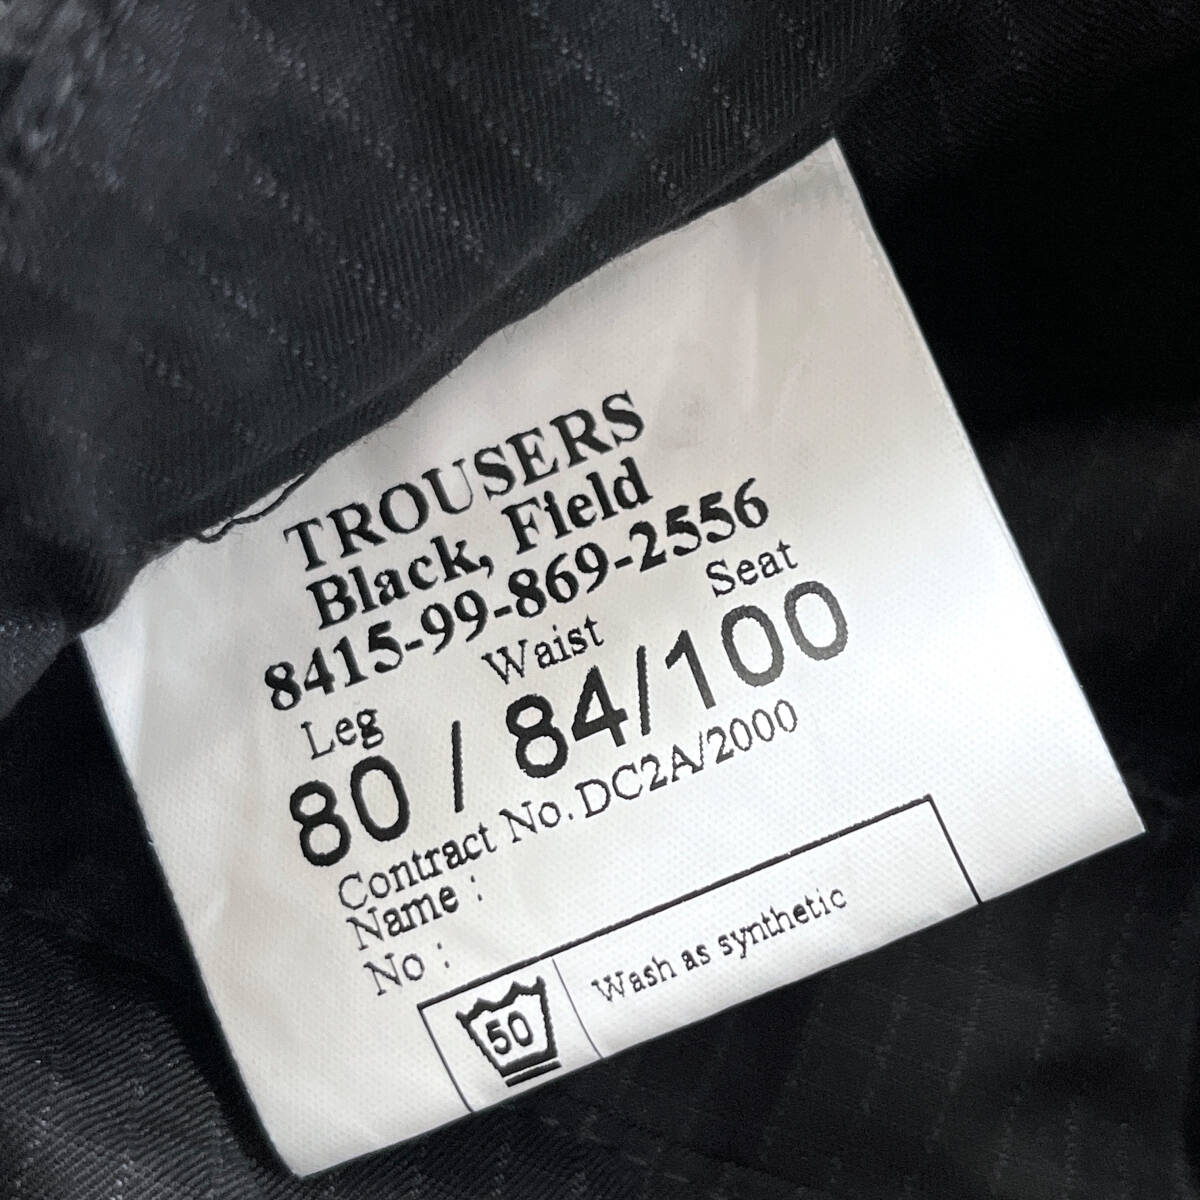 TROUSERS
Black, Field
8415-99-869-2556
Leg Waist Seat
80 / 84/100
Contract No. DC2A/2000
Name :
No :
50 Wash as synthetic